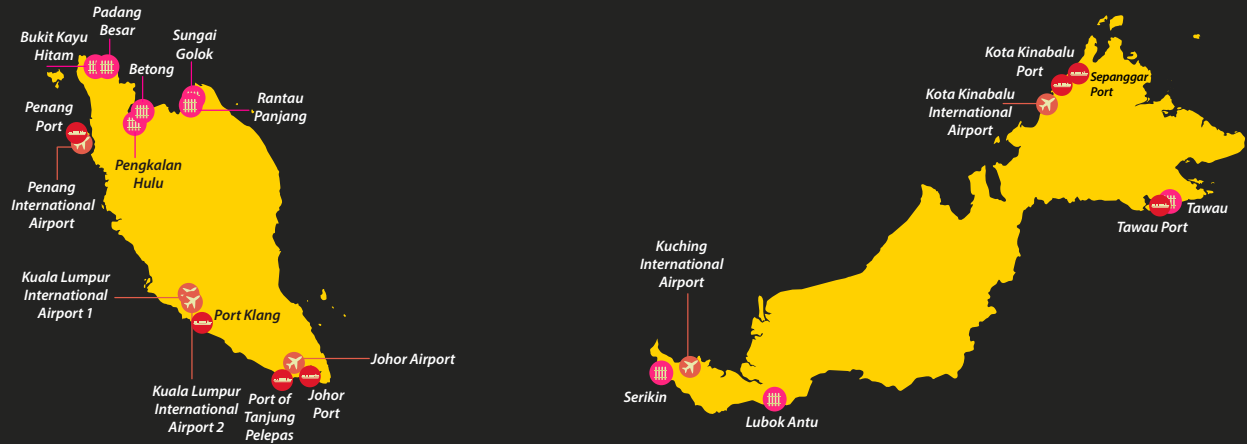 Padang
Besar
Bukit Kayu
Hitam
Sungai
Golok
Betong
Rantau
Panjang
Penang
Port
Pengkalan
Hulu
Penang
International
Airport
Kuala Lumpur
International
Airport 1
Port Klang
Johor Airport
Kuala Lumpur
International
Airport 2
Port of
Tanjung
Pelepas
Johor
Port
Kota Kinabalu
Port
Sepanggar
Port
Kota Kinabalu
International
Airport
Tawau
Tawau Port
Kuching
International
Airport
Serikin
Lubok Antu